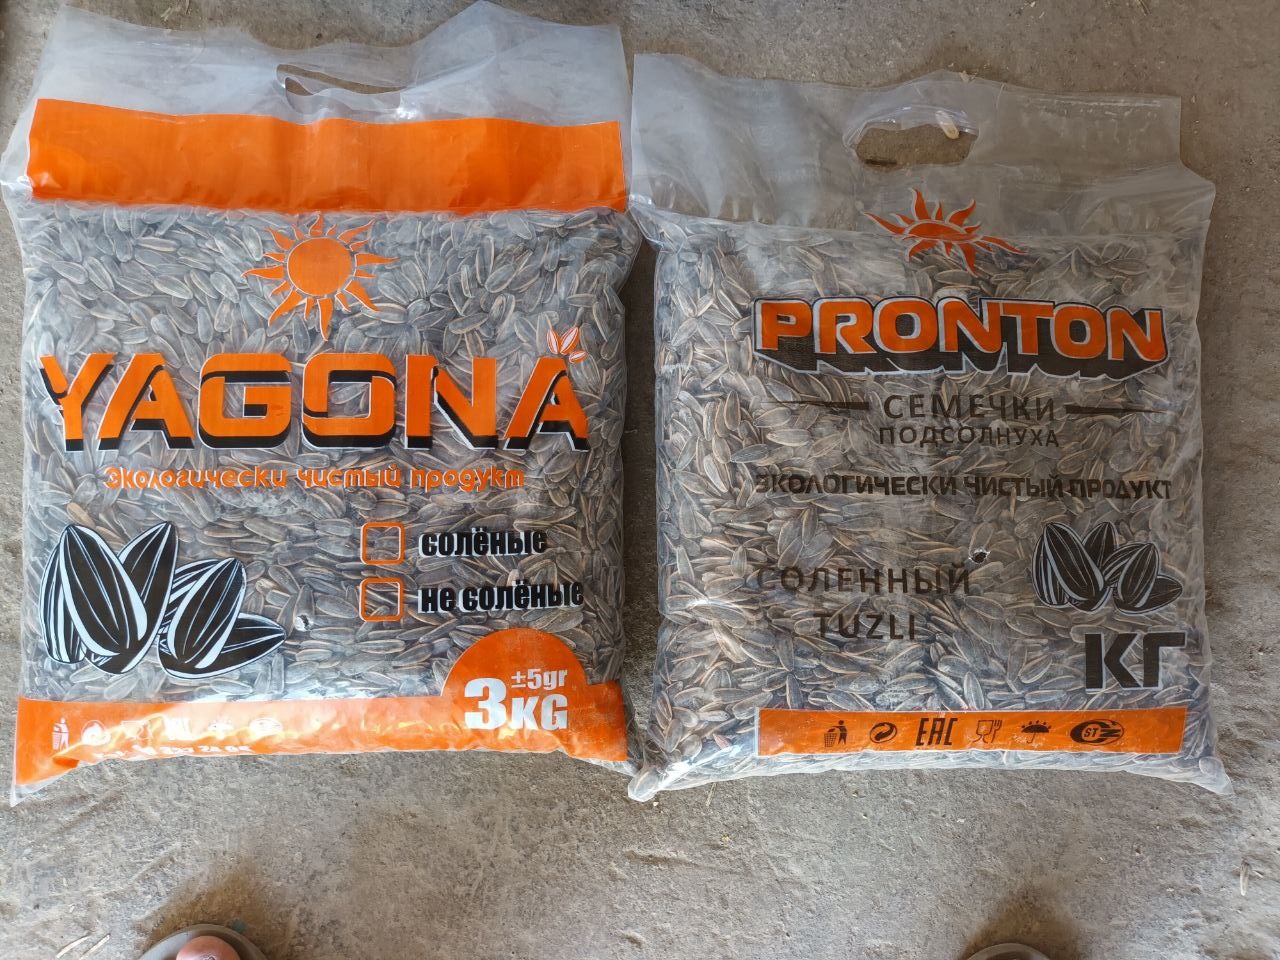 YAGONA
Экологически чистый продукт
солёные
не солёные
±5gr
3KG
PRONTON
СЕМЕЧКИ
ПОДСОЛНУХА
ЭКОЛОГИЧЕСКИ ЧИСТЫЙ ПРОДУКТ
СОЛЕННЫЙ
TUZLI
КГ
EAC
ST